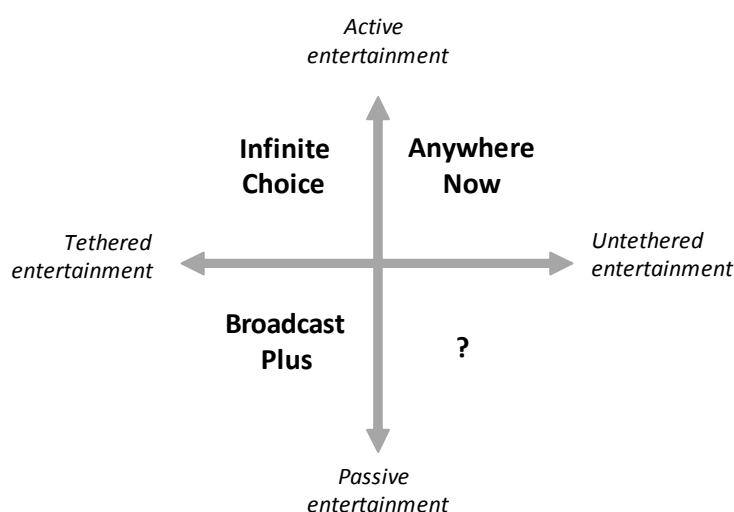 Active
entertainment
Infinite
Choice
Anywhere
Now
Tethered
entertainment
Untethered
entertainment
Broadcast
Plus
?
Passive
entertainment